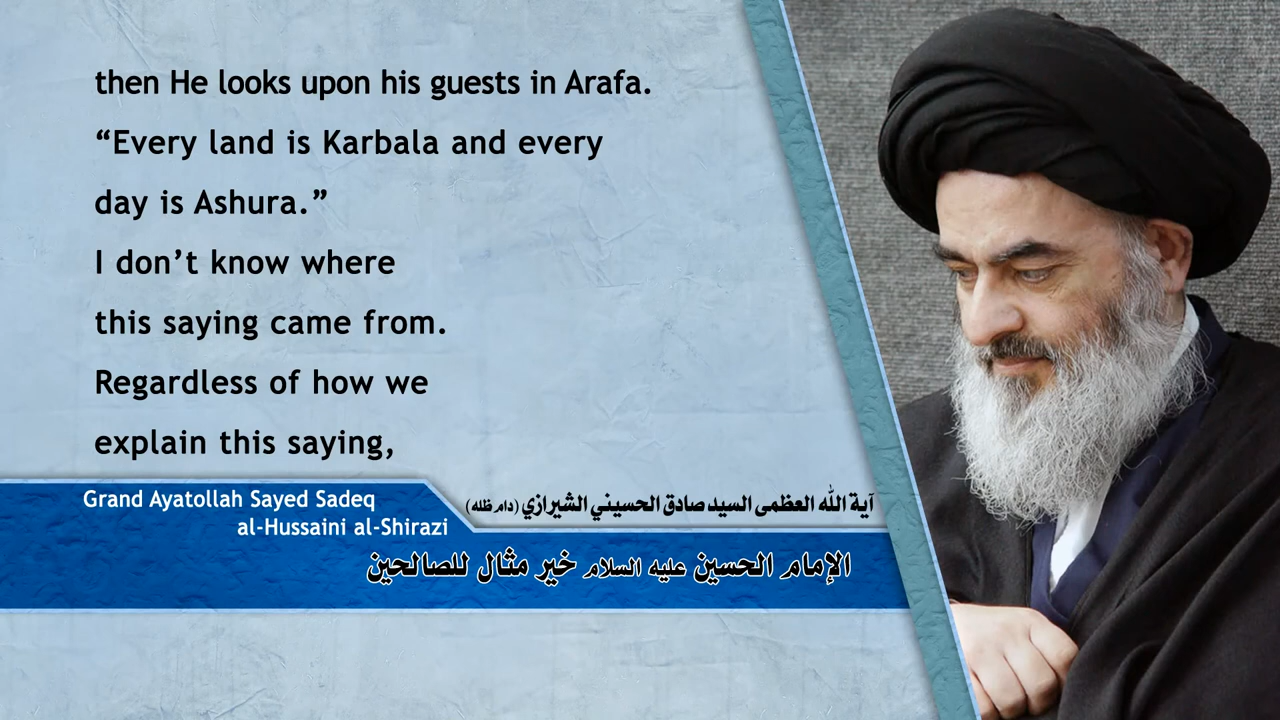 then He looks upon his guests in Arafa.
“Every land is Karbala and every
day is Ashura.”
I don’t know where
this saying came from.
Regardless of how we
explain this saying,
Grand Ayatollah Sayed Sadeq
al-Hussaini al-Shirazi
آية الله العظمى السيد صادق الحسيني الشيرازي (دام ظله)
الإمام الحسين عليه السلام خير مثال للصالحين